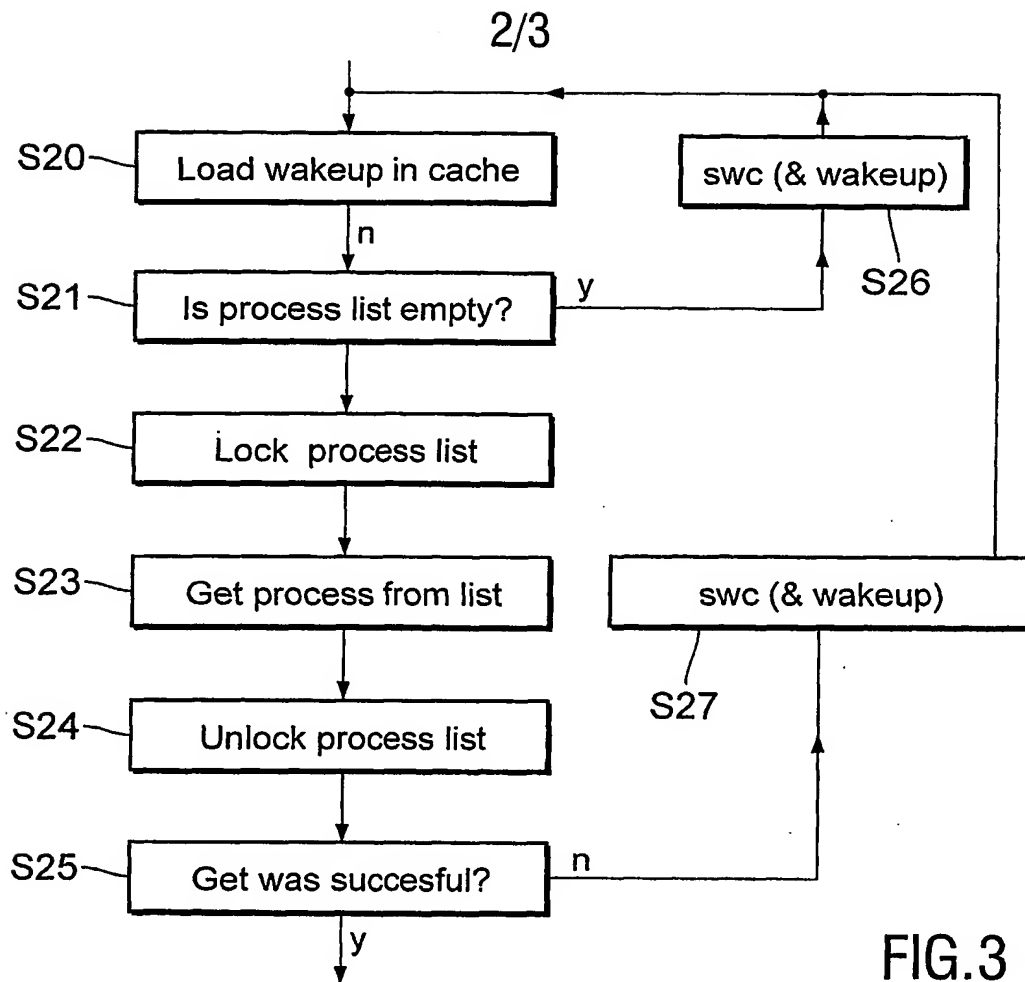 2/3
S20
Load wakeup in cache
swc (& wakeup)
n
S26
S21
Is process list empty?
y
S22
Lock process list
S23
Get process from list
swc (& wakeup)
S27
S24
Unlock process list
S25
Get was succesful?
n
y
FIG.3